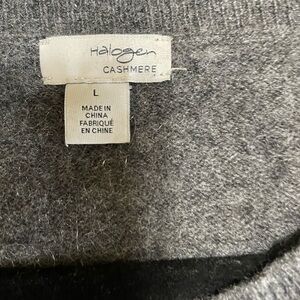 Halogen
CASHMERE
L
MADE IN
CHINA
FABRIQUÉ
EN CHINE